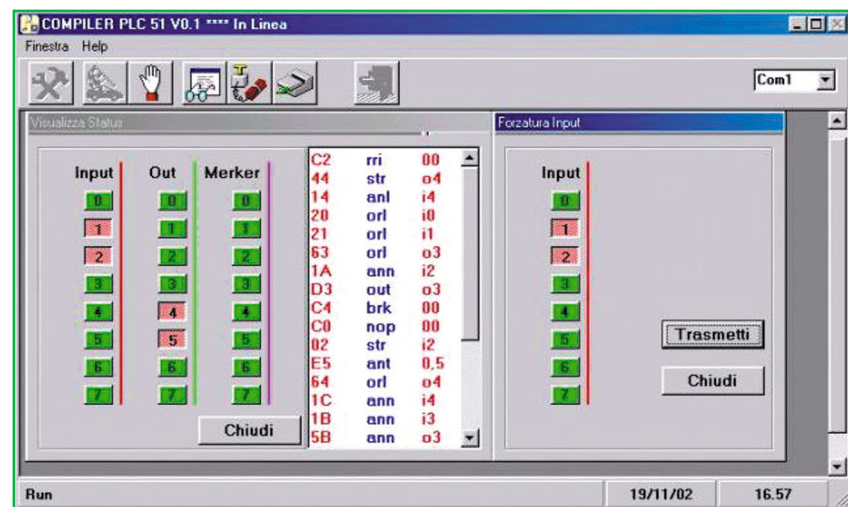 COMPILER PLC 51 V0.1 **** In Linea
Finestra Help
Com1
Visualizza Status
Forzatura Input
Input Out Merker
0 0 0
1 1 1
2 2 2
3 3 3
4 4 4
5 5 5
6 6 6
7 7 7
Chiudi
C2 rri 00
44 str o4
14 anl i4
20 orl i0
21 orl i1
63 orl o3
1A ann i2
D3 out o3
C4 brk 00
C0 nop 00
02 str i2
E5 ant 0,5
64 orl o4
1C ann i4
1B ann i3
5B ann o3
Input
0
1
2
3
4
5
6
7
Trasmetti
Chiudi
Run
19/11/02
16.57